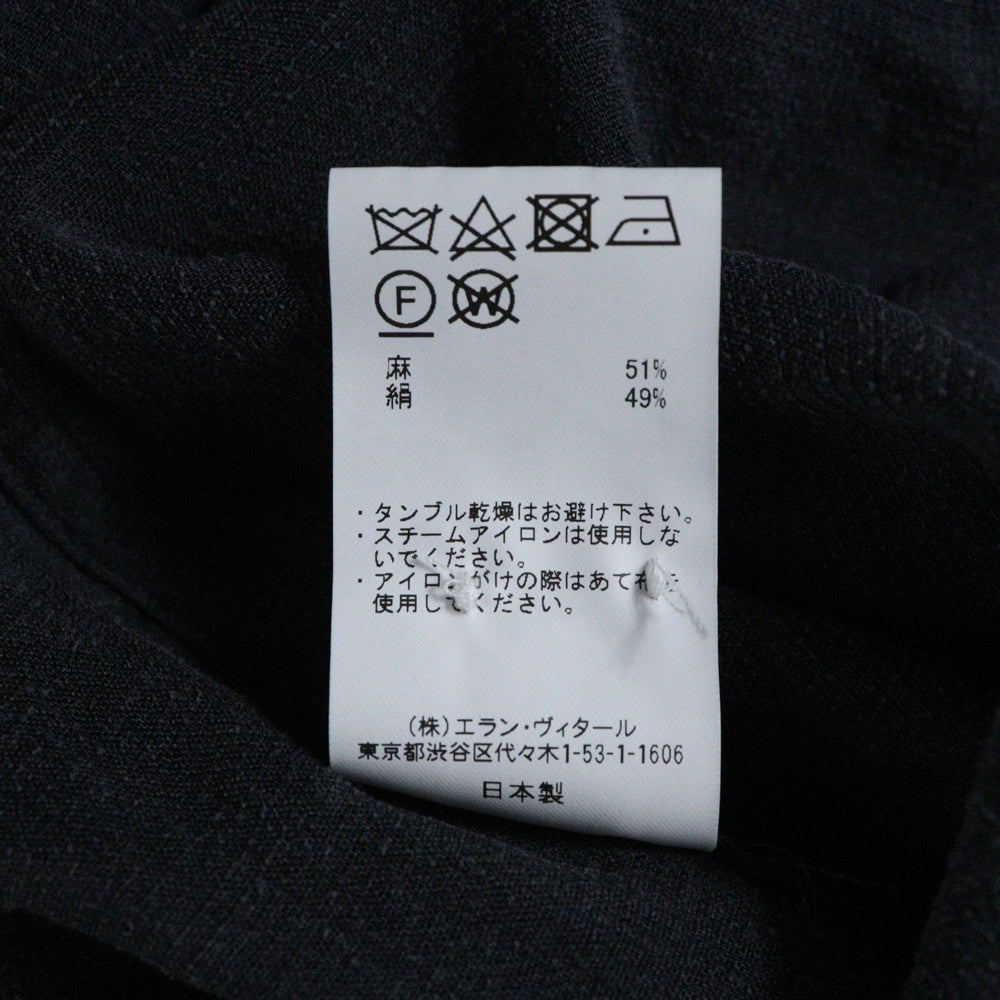 F W
麻 51%
絹 49%
・タンブル乾燥はお避け下さい。
・スチームアイロンは使用しな
いでください。
・アイロンがけの際はあて布を
使用してください。
(株)エラン・ヴィタール
東京都渋谷区代々木1-53-1-1606
日本製